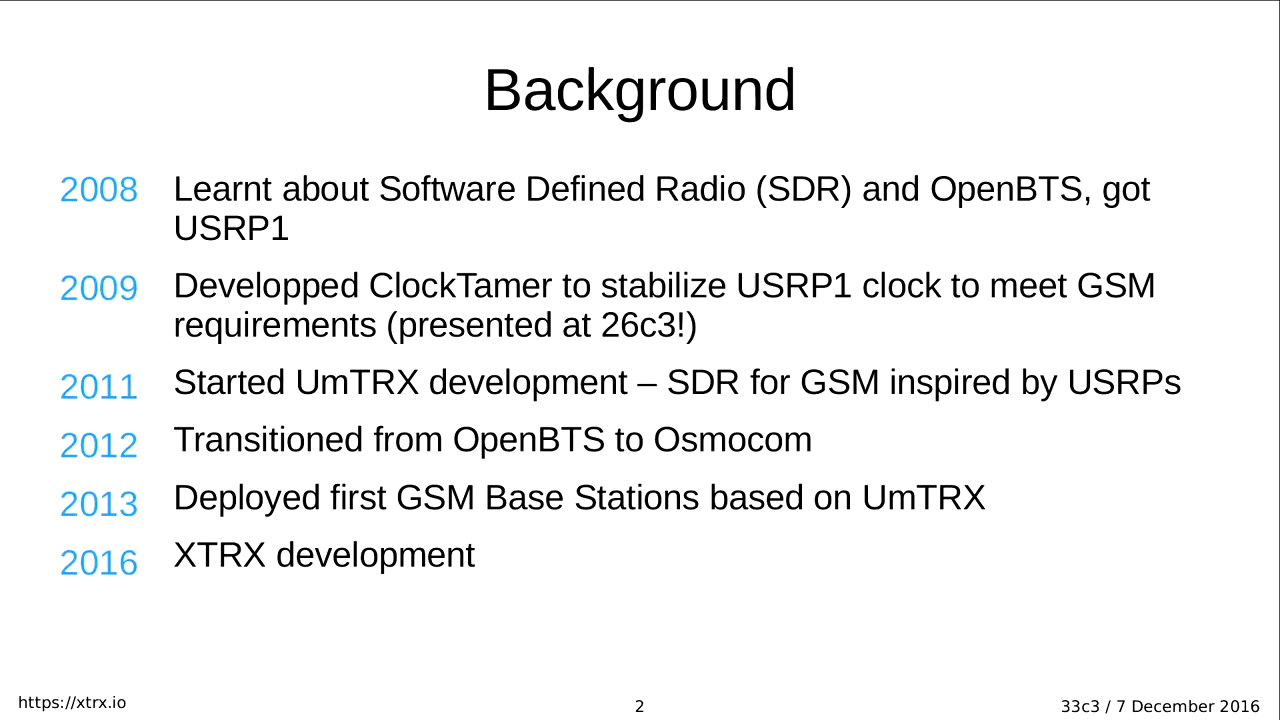 Background
2008 Learnt about Software Defined Radio (SDR) and OpenBTS, got
USRP1
2009 Developped ClockTamer to stabilize USRP1 clock to meet GSM
requirements (presented at 26c3!)
2011 Started UmTRX development – SDR for GSM inspired by USRPs
2012 Transitioned from OpenBTS to Osmocom
2013 Deployed first GSM Base Stations based on UmTRX
2016 XTRX development
https://xtrx.io 2 33c3 / 7 December 2016